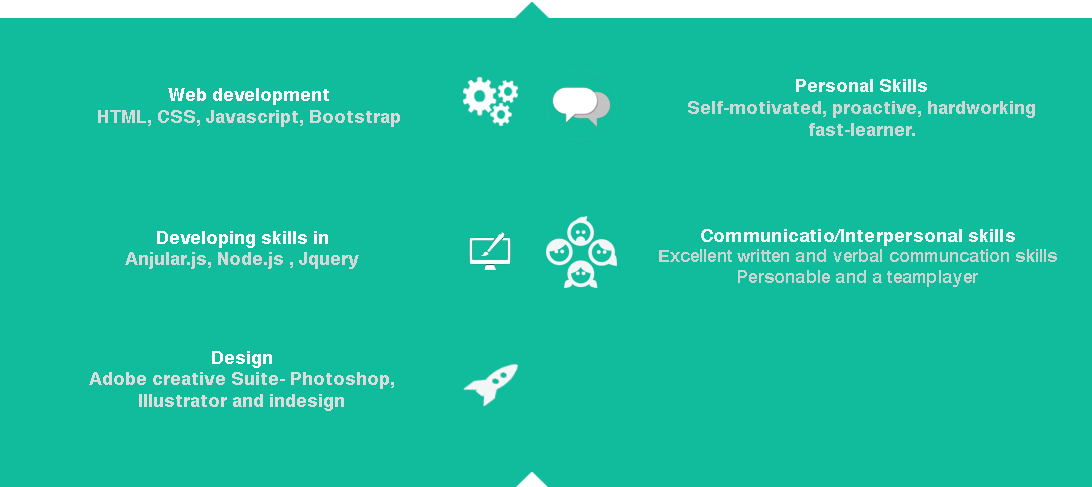 Web development
HTML, CSS, Javascript, Bootstrap
Personal Skills
Self-motivated, proactive, hardworking
fast-learner.
Developing skills in
Anjular.js, Node.js , Jquery
Communicatio/Interpersonal skills
Excellent written and verbal communcation skills
Personable and a teamplayer
Design
Adobe creative Suite- Photoshop,
Illustrator and indesign